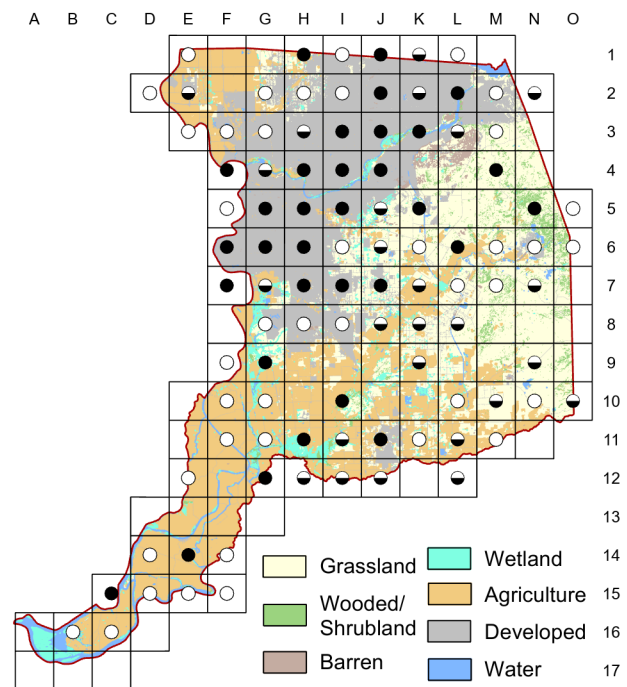 A B C D E F G H I J K L M N O
1
2
3
4
5
6
7
8
9
10
11
12
13
14
15
16
17
Grassland
Wooded/
Shrubland
Barren
Wetland
Agriculture
Developed
Water